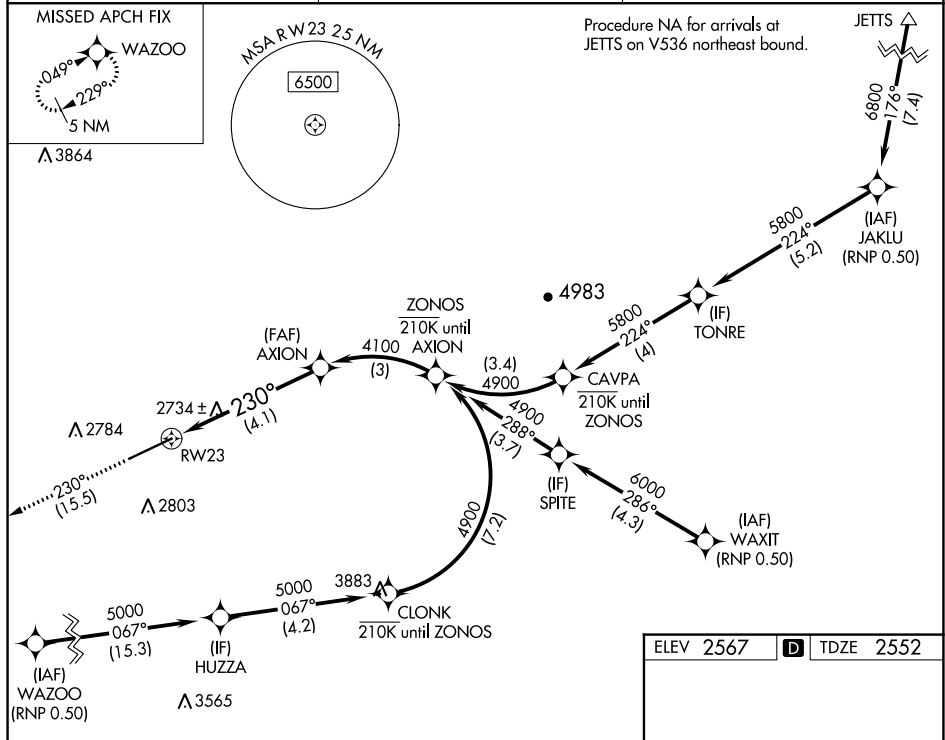 MISSED APCH FIX
WAZOO
049°
229°
5 NM
3864
MSA RW23 25 NM
6500
Procedure NA for arrivals at
JETTS on V536 northeast bound.
JETTS
6800
176°
(7.4)
(IAF)
JAKLU
(RNP 0.50)
5800
224°
(5.2)
(IF)
TONRE
4983
5800
224°
(4)
CAVPA
210K until
ZONOS
(3.4)
4900
ZONOS
210K until
AXION
4100
(3)
(FAF)
AXION
230°
(4.1)
2734 ±
2784
RW23
230°
(15.5)
2803
4900
288°
(3.7)
(IF)
SPITE
6000
286°
(4.3)
(IAF)
WAXIT
(RNP 0.50)
4900
(7.2)
3883
CLONK
210K until ZONOS
5000
067°
(4.2)
(IF)
HUZZA
5000
067°
(15.3)
(IAF)
WAZOO
(RNP 0.50)
3565
ELEV 2567 D TDZE 2552